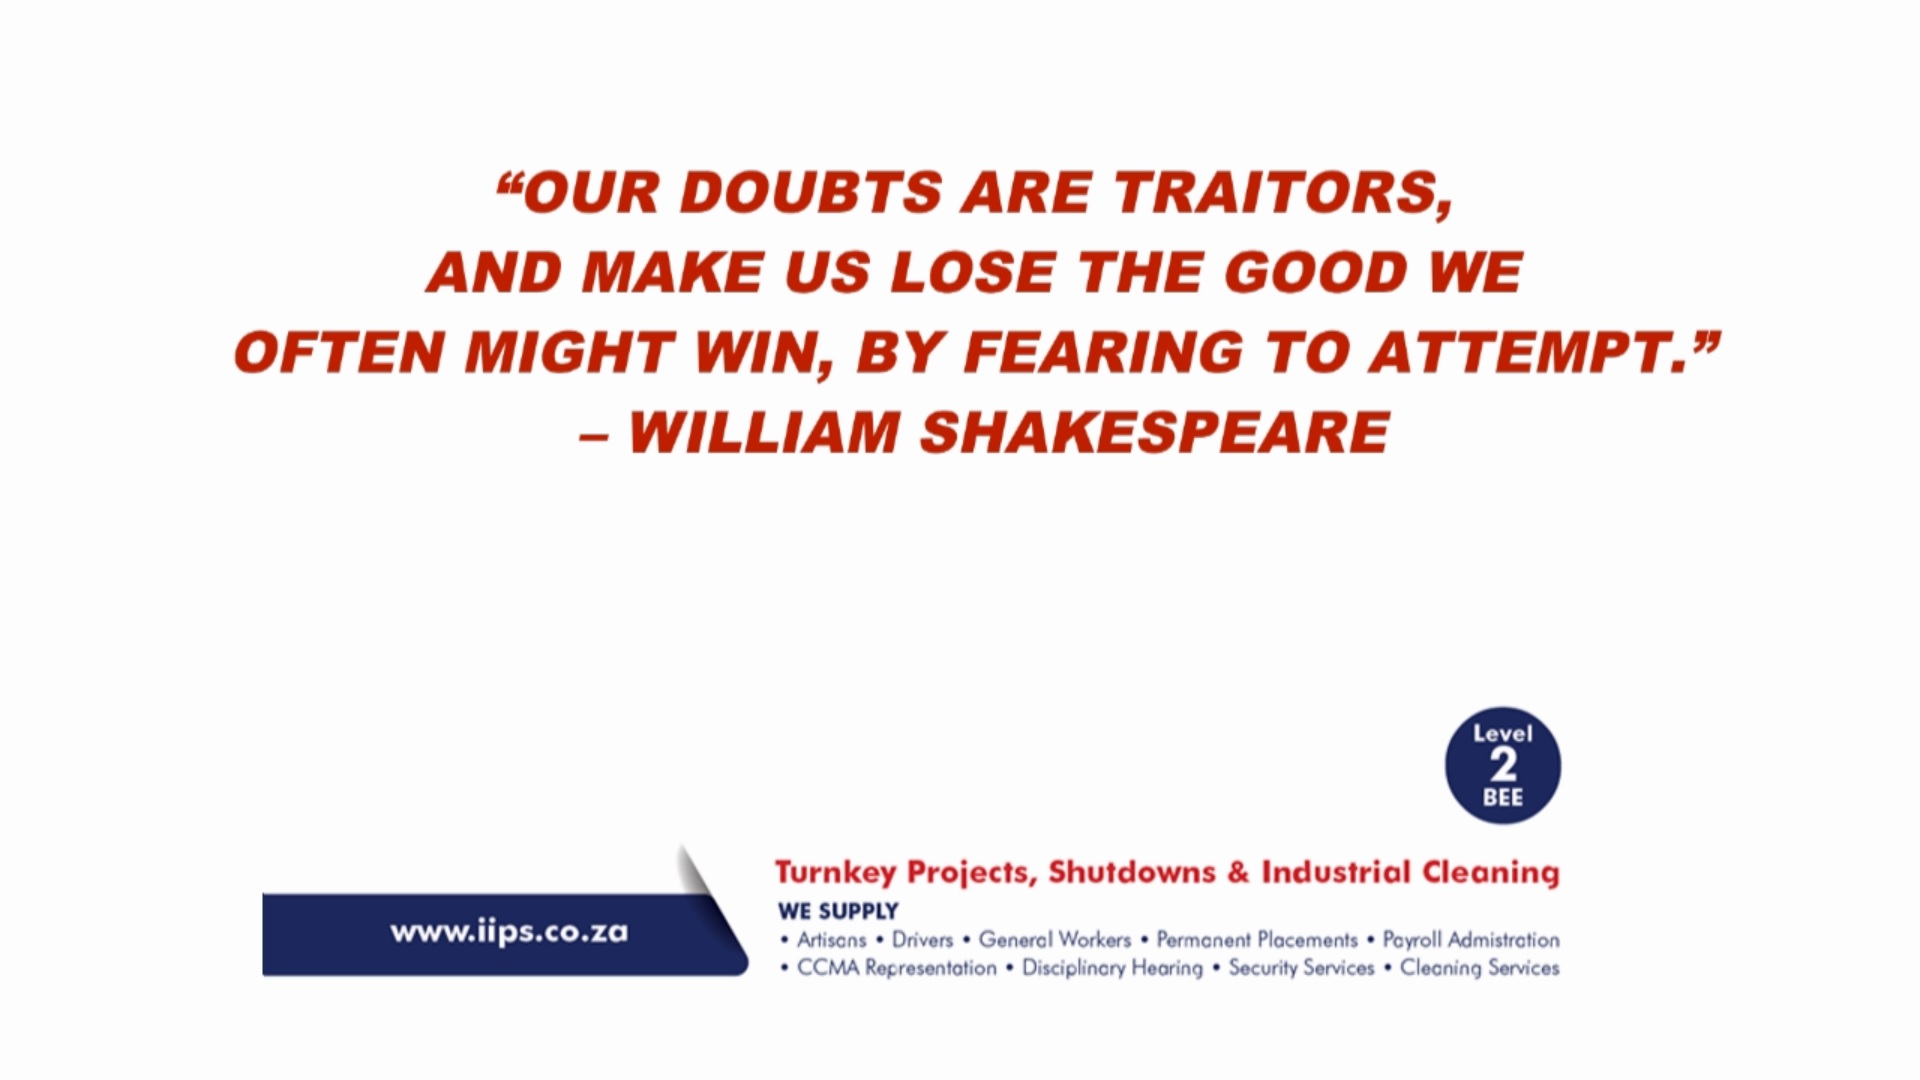 “OUR DOUBTS ARE TRAITORS,
AND MAKE US LOSE THE GOOD WE
OFTEN MIGHT WIN, BY FEARING TO ATTEMPT.”
– WILLIAM SHAKESPEARE
Level
2
BEE
Turnkey Projects, Shutdowns & Industrial Cleaning
WE SUPPLY
• Artisans • Drivers • General Workers • Permanent Placements • Payroll Admistration
• CCMA Representation • Disciplinary Hearing • Security Services • Cleaning Services
www.iips.co.za